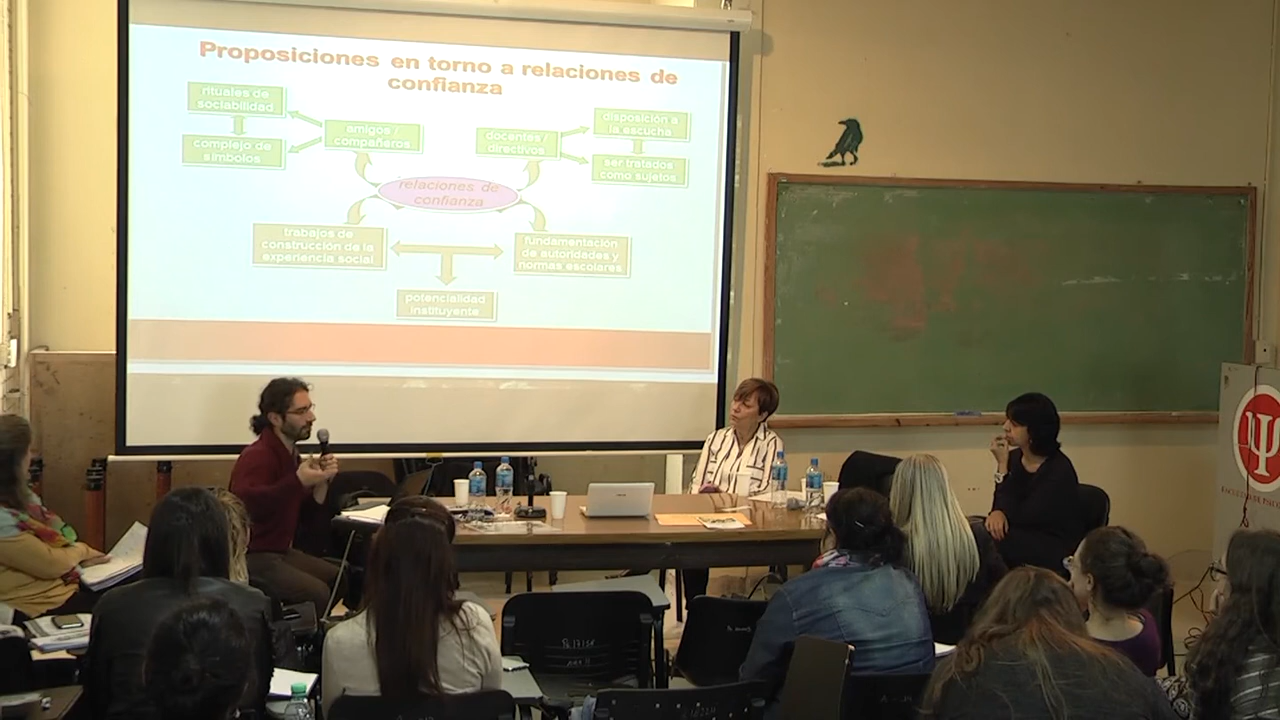 Proposiciones en torno a relaciones de
confianza
rituales de
sociabilidad
complejo de
símbolos
amigos /
compañeros
docentes /
directivos
disposición a
la escucha
ser tratados
como sujetos
relaciones de
confianza
trabajos de
construcción de la
experiencia social
fundamentación
de autoridades y
normas escolares
potencialidad
instituyente
Ψ